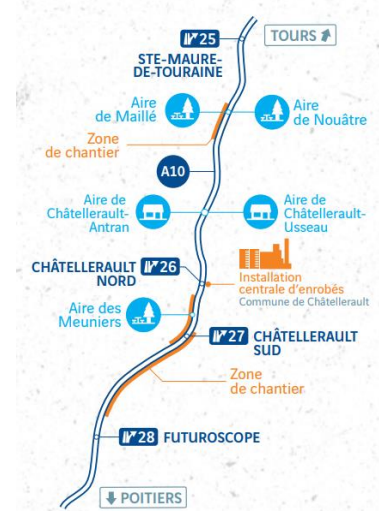 25
TOURS
STE-MAURE-
DE-TOURAINE
Aire
de Maillé
Aire
de Nouâtre
Zone
de chantier
A10
Aire de
Châtellerault-
Antran
Aire de
Châtellerault-
Usseau
CHÂTELLERAULT
NORD
26
Installation
centrale d'enrobés
Commune de Châtellerault
Aire des
Meuniers
27
CHÂTELLERAULT
SUD
Zone
de chantier
28 FUTUROSCOPE
POITIERS